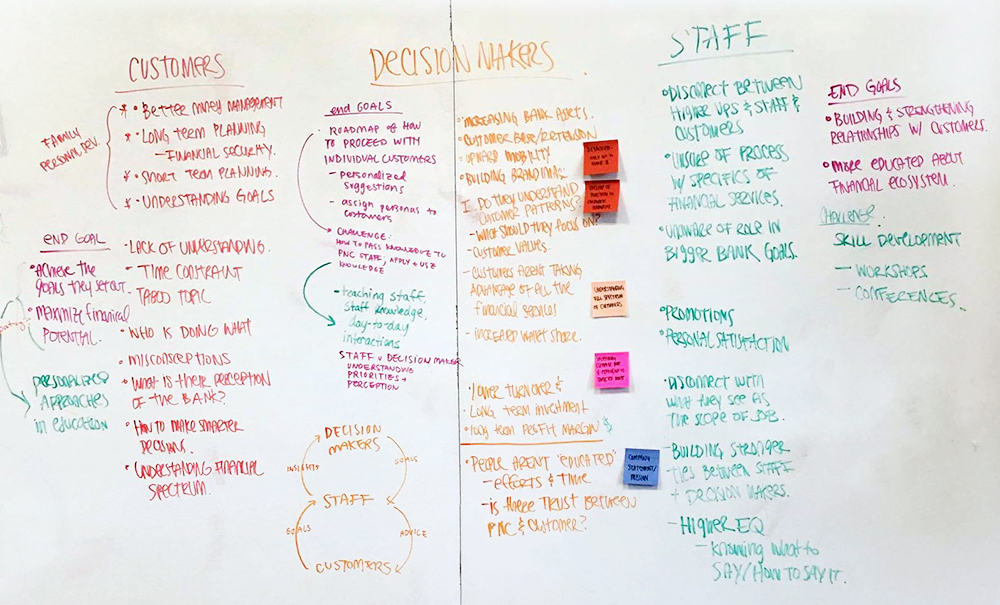 CUSTOMERS
FAMILY
PERSONAL DEV
* • BETTER MONEY MANAGEMENT
* • LONG TERM PLANNING
- FINANCIAL SECURITY.
* • SHORT TERM PLANNING.
* • UNDERSTANDING GOALS
END GOAL
• ACHIEVE THE
GOALS THEY SET OUT.
• MAXIMIZE FINANCIAL
POTENTIAL.
PERSONALIZED
APPROACHES
in EDUCATION
• LACK OF UNDERSTANDING.
- TIME CONSTRAINT
TABOO TOPIC
• WHO IS DOING WHAT
• MISCONCEPTIONS
• WHAT IS THEIR PERCEPTION
OF THE BANK?
• HOW TO MAKE SMARTER
DECISIONS.
• UNDERSTANDING FINANCIAL
SPECTRUM.
DECISION MAKERS
END GOALS
• ROADMAP OF HOW
TO PROCEED WITH
INDIVIDUAL CUSTOMERS
- personalized
suggestions
- assign personas to
customers
• CHALLENGE:
HOW TO PASS KNOWLEDGE TO
PNC STAFF, APPLY + USE
KNOWLEDGE
- teaching staff,
staff knowledge,
day-to-day
interactions
STAFF + DECISION MAKER
UNDERSTANDING
PRIORITIES +
PERCEPTION
DECISION
MAKERS
INSIGHTS
GOALS
STAFF
GOALS
ADVICE
CUSTOMERS
• INCREASING BANK ASSETS.
• CUSTOMER BASE/RETENSION
• UPWARD MOBILITY
• BUILDING BRANDING
DO THEY UNDERSTAND
CUSTOMER PATTERNS?
- WHAT SHOULD THEY FOCUS ON?
- CUSTOMER VALUES.
- CUSTOMERS ARENT TAKING
ADVANTAGE OF ALL THE
FINANCIAL SERVICES
- INCREASED WALLET SHARE.
UNDERSTANDING
FULL SPECTRUM
OF CUSTOMERS
• LOWER TURNOVER &
LONG TERM INVESTMENT
• LONG TERM PROFIT MARGIN $
• PEOPLE ARENT "EDUCATED"
- EFFORTS & TIME
- IS THERE TRUST BETWEEN
PNC & CUSTOMER?
COMPANY
STATEMENT/
MISSION
STAFF
• DISCONNECT BETWEEN
HIGHER UPS & STAFF &
CUSTOMERS
• UNSURE OF PROCESS
W/ SPECIFICS OF
FINANCIAL SERVICES.
• UNAWARE OF ROLE IN
BIGGER BANK GOALS.
• PROMOTIONS
• PERSONAL SATISFACTION
• DISCONNECT WITH
WHAT THEY SEE AS
THE SCOPE OF JOB.
- BUILDING STRONGER
TIES BETWEEN STAFF
+ DECISION MAKERS.
- HIGHER EQ
- KNOWING WHAT TO
SAY/HOW TO SAY IT.
END GOALS
• BUILDING & STRENGTHENING
RELATIONSHIPS W/ CUSTOMERS.
• MORE EDUCATED ABOUT
FINANCIAL ECOSYSTEM.
CHALLENGE
SKILL DEVELOPMENT
- WORKSHOPS
- CONFERENCES.